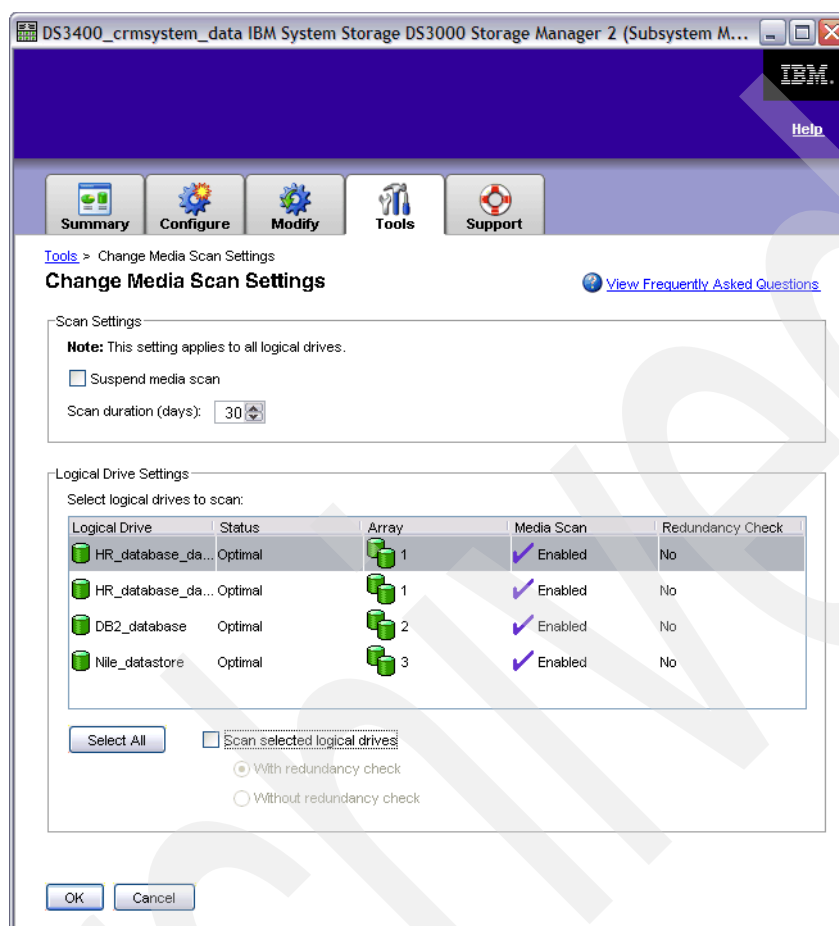 DS3400_crmsystem_data IBM System Storage DS3000 Storage Manager 2 (Subsystem M...
IBM.
Help
Summary Configure Modify Tools Support
Tools > Change Media Scan Settings
Change Media Scan Settings
View Frequently Asked Questions
Scan Settings
Note: This setting applies to all logical drives.
Suspend media scan
Scan duration (days): 30
Logical Drive Settings
Select logical drives to scan:
Logical Drive Status Array Media Scan Redundancy Check
HR_database_da... Optimal 1 Enabled No
HR_database_da... Optimal 1 Enabled No
DB2_database Optimal 2 Enabled No
Nile_datastore Optimal 3 Enabled No
Select All Scan selected logical drives
With redundancy check
Without redundancy check
OK Cancel